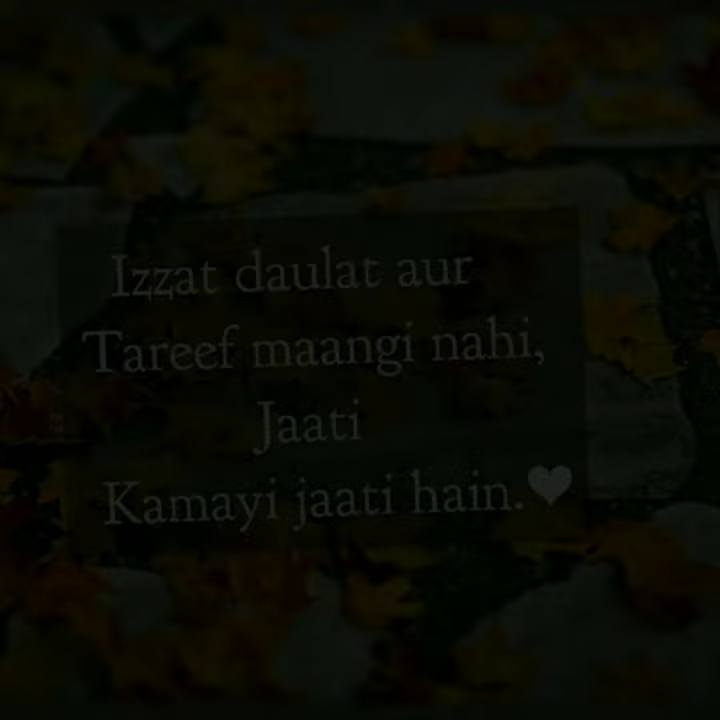 Izzat daulat aur
Tareef maangi nahi,
Jaati
Kamayi jaati hain.♥